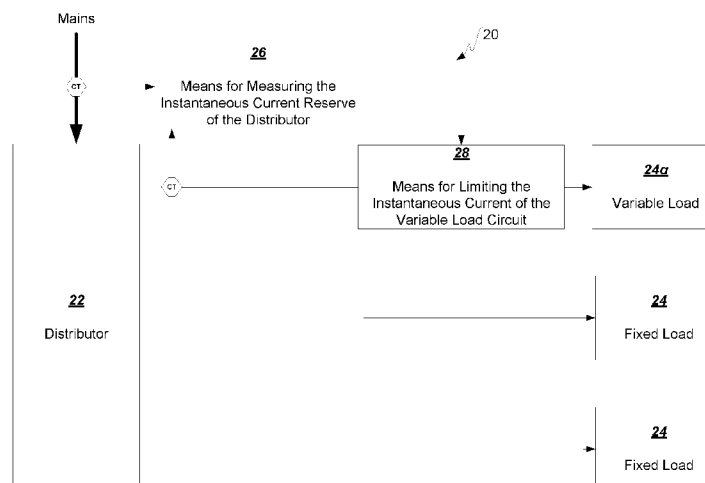 Mains
20
26
CT
Means for Measuring the
Instantaneous Current Reserve
of the Distributor
28
24a
CT
Means for Limiting the
Instantaneous Current of the
Variable Load Circuit
Variable Load
22
Distributor
24
Fixed Load
24
Fixed Load